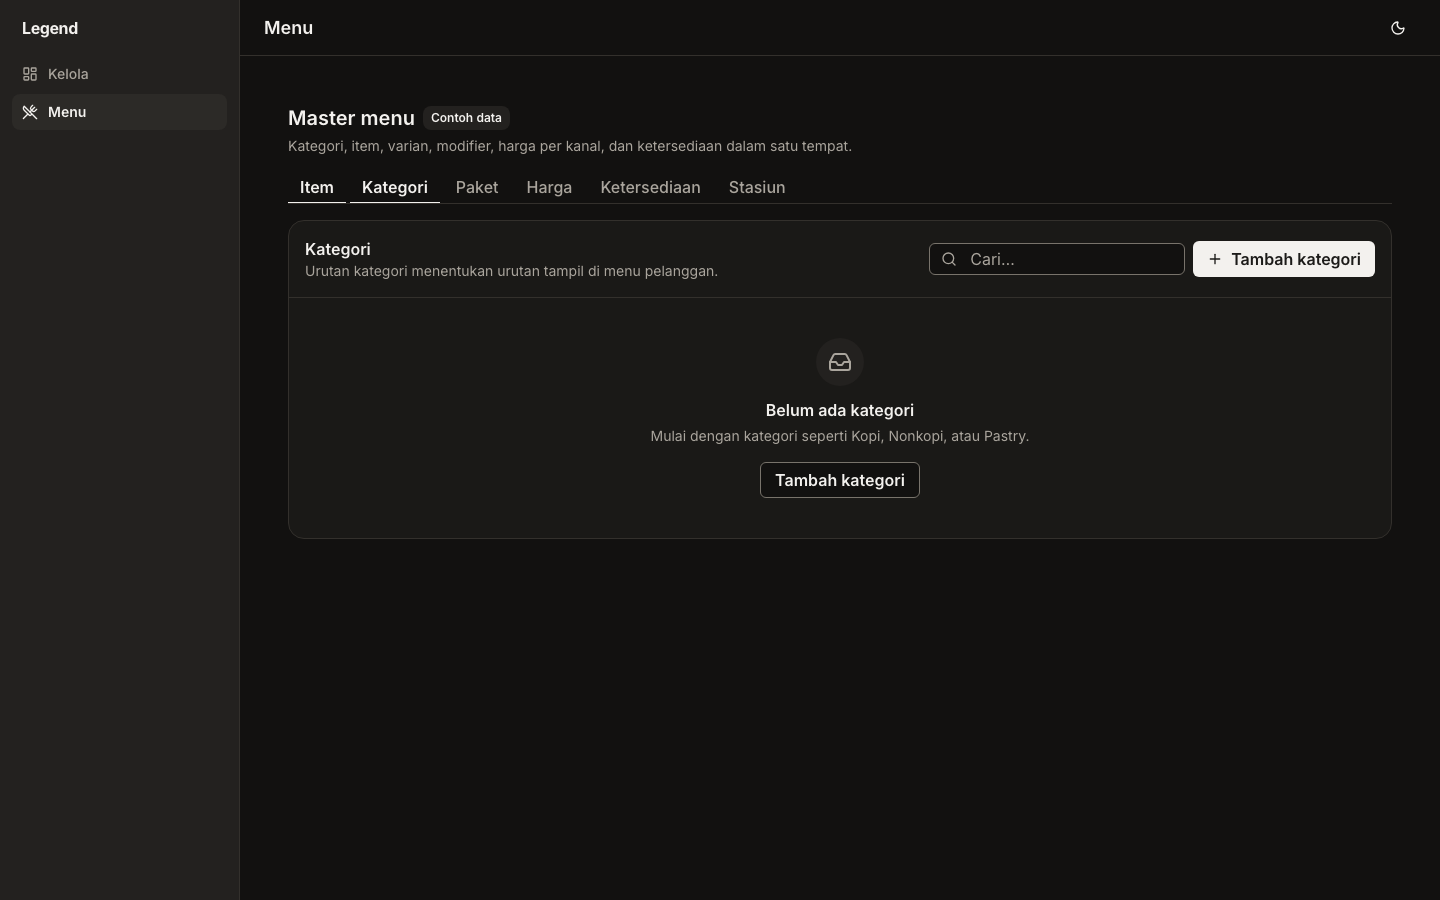 Legend
Kelola
Menu
Menu
Master menu Contoh data
Kategori, item, varian, modifier, harga per kanal, dan ketersediaan dalam satu tempat.
Item Kategori Paket Harga Ketersediaan Stasiun
Kategori
Urutan kategori menentukan urutan tampil di menu pelanggan.
Cari...
Tambah kategori
Belum ada kategori
Mulai dengan kategori seperti Kopi, Nonkopi, atau Pastry.
Tambah kategori